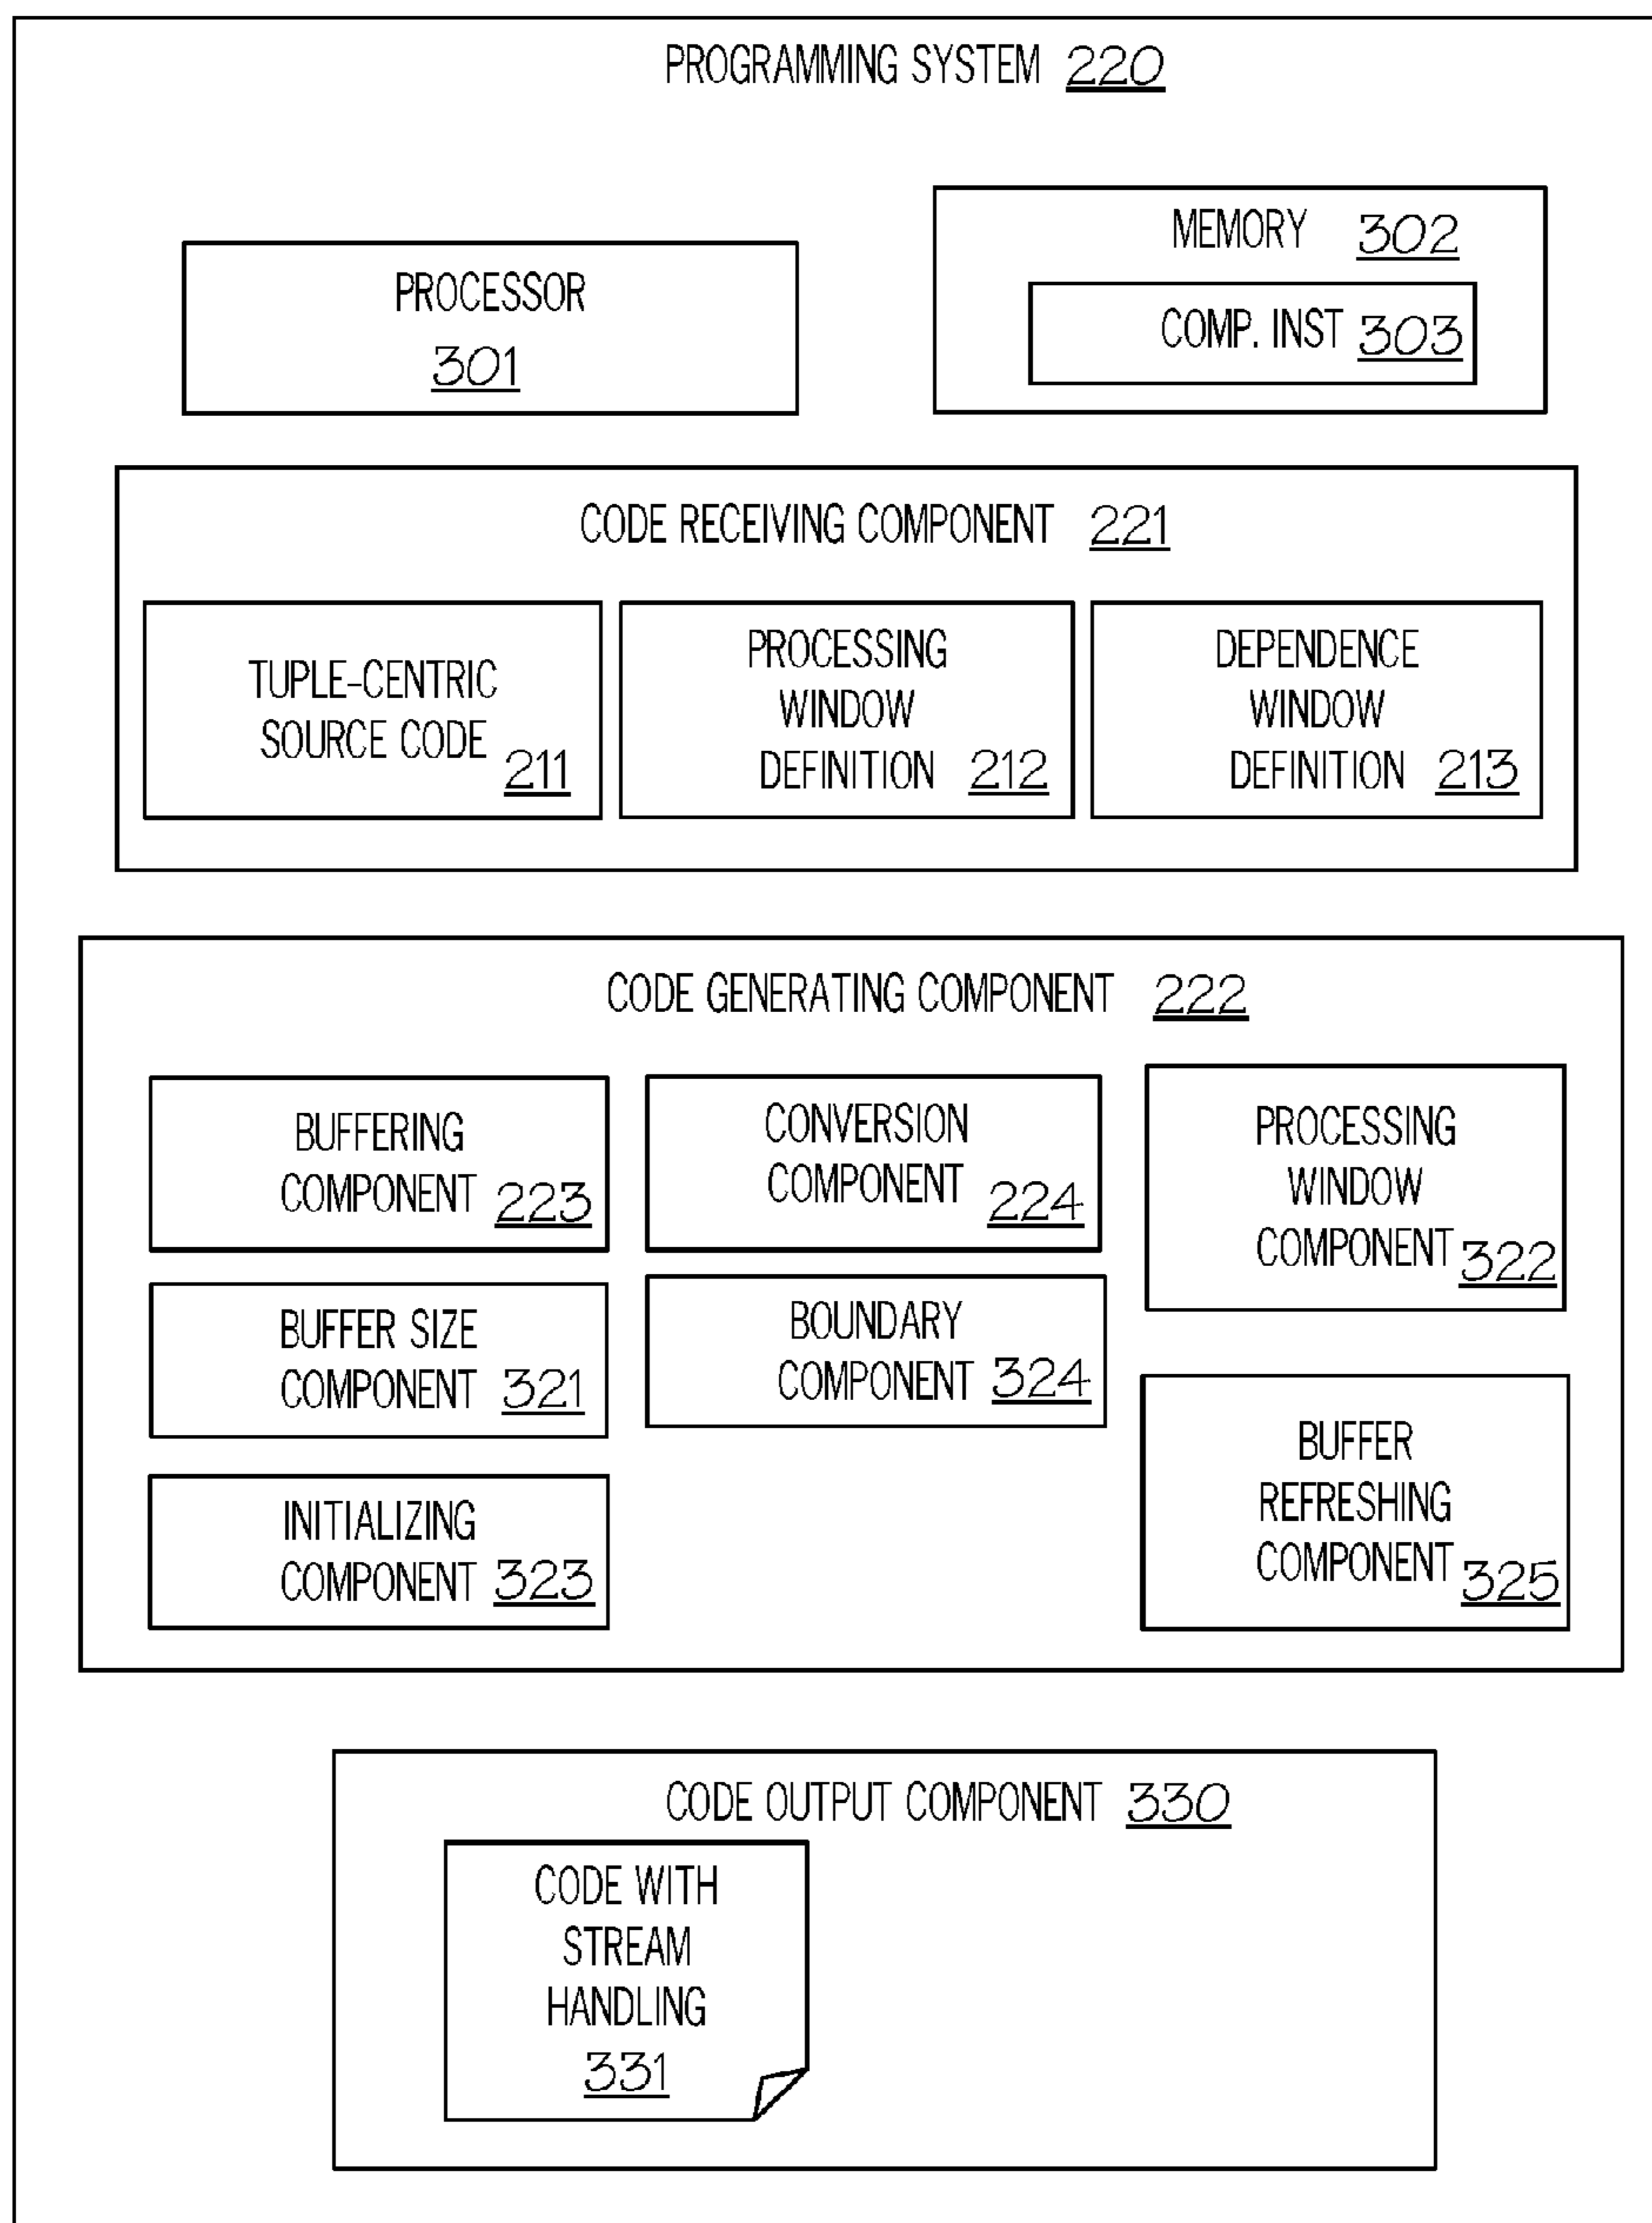 PROGRAMMING SYSTEM 220
PROCESSOR
301
MEMORY 302
COMP. INST 303
CODE RECEIVING COMPONENT 221
TUPLE-CENTRIC
SOURCE CODE 211
PROCESSING
WINDOW
DEFINITION 212
DEPENDENCE
WINDOW
DEFINITION 213
CODE GENERATING COMPONENT 222
BUFFERING
COMPONENT 223
CONVERSION
COMPONENT 224
PROCESSING
WINDOW
COMPONENT 322
BUFFER SIZE
COMPONENT 321
BOUNDARY
COMPONENT 324
BUFFER
REFRESHING
COMPONENT 325
INITIALIZING
COMPONENT 323
CODE OUTPUT COMPONENT 330
CODE WITH
STREAM
HANDLING
331